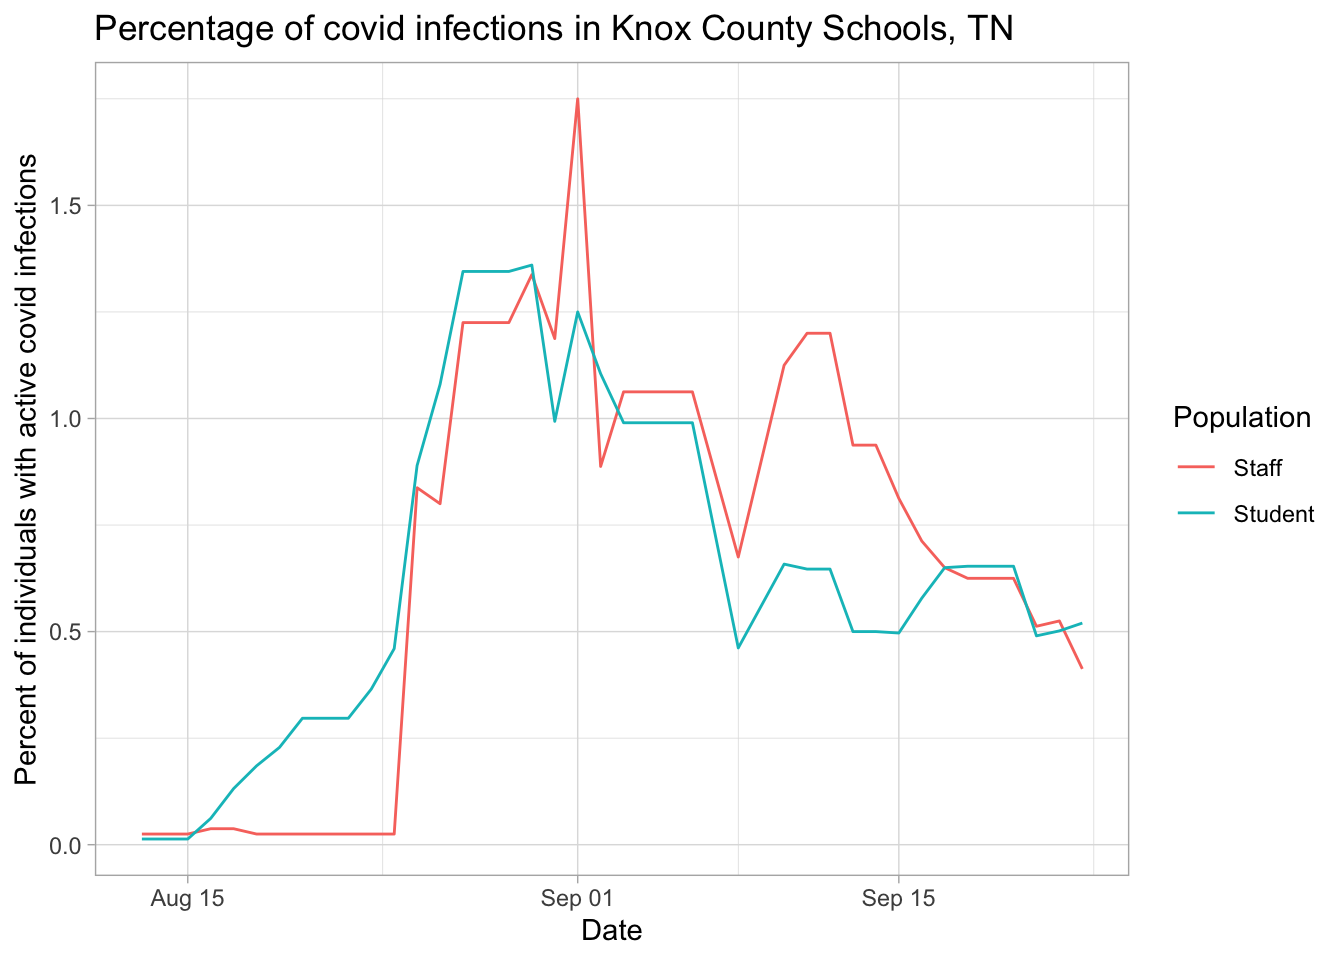 Percentage of covid infections in Knox County Schools, TN
Percent of individuals with active covid infections
1.5
1.0
0.5
0.0
Aug 15
Sep 01
Sep 15
Date
Population
Staff
Student